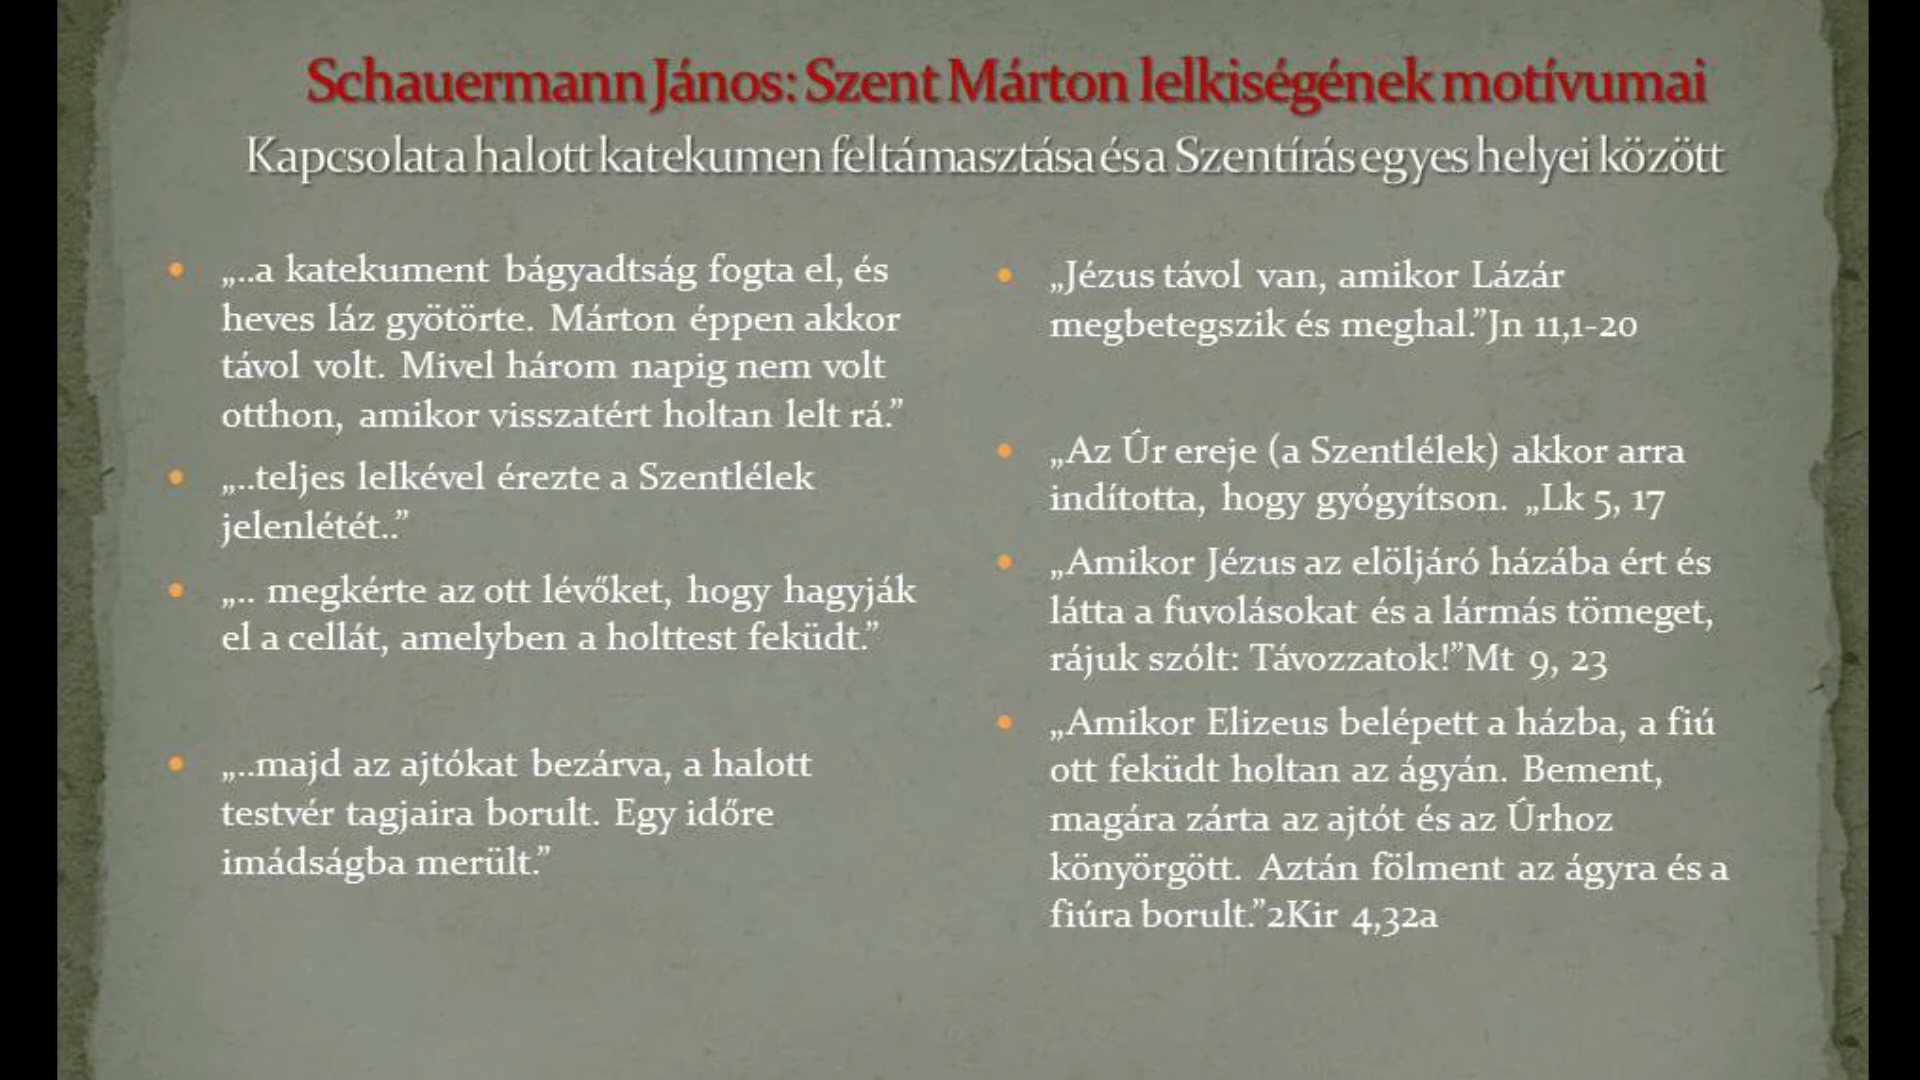 Schauermann János: Szent Márton lelkiségének motívumai
Kapcsolat a halott katekumen feltámasztása és a Szentírás egyes helyei között
„..a katekument bágyadtság fogta el, és
heves láz gyötörte. Márton éppen akkor
távol volt. Mivel három napig nem volt
otthon, amikor visszatért holtan lelt rá.”
„..teljes lelkével érezte a Szentlélek
jelenlétét..”
„.. megkérte az ott lévőket, hogy hagyják
el a cellát, amelyben a holttest feküdt.”
„..majd az ajtókat bezárva, a halott
testvér tagjaira borult. Egy időre
imádságba merült.”
„Jézus távol van, amikor Lázár
megbetegszik és meghal.”Jn 11,1-20
„Az Úr ereje (a Szentlélek) akkor arra
indította, hogy gyógyítson. „Lk 5, 17
„Amikor Jézus az elöljáró házába ért és
látta a fuvolásokat és a lármás tömeget,
rájuk szólt: Távozzatok!”Mt 9, 23
„Amikor Elizeus belépett a házba, a fiú
ott feküdt holtan az ágyán. Bement,
magára zárta az ajtót és az Úrhoz
könyörgött. Aztán fölment az ágyra és a
fiúra borult.”2Kir 4,32a